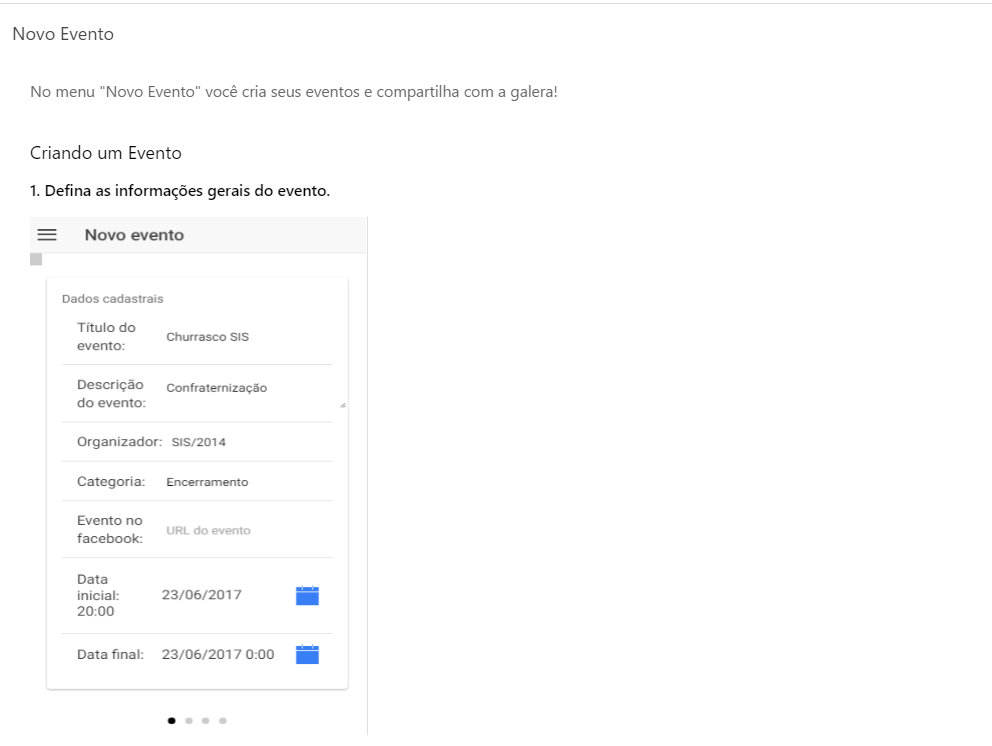 Novo Evento
No menu "Novo Evento" você cria seus eventos e compartilha com a galera!
Criando um Evento
1. Defina as informações gerais do evento.
Novo evento
Dados cadastrais
Título do
evento:
Churrasco SIS
Descrição
do evento:
Confraternização
Organizador: SIS/2014
Categoria: Encerramento
Evento no
facebook:
URL do evento
Data
inicial:
20:00
23/06/2017
Data final: 23/06/2017 0:00